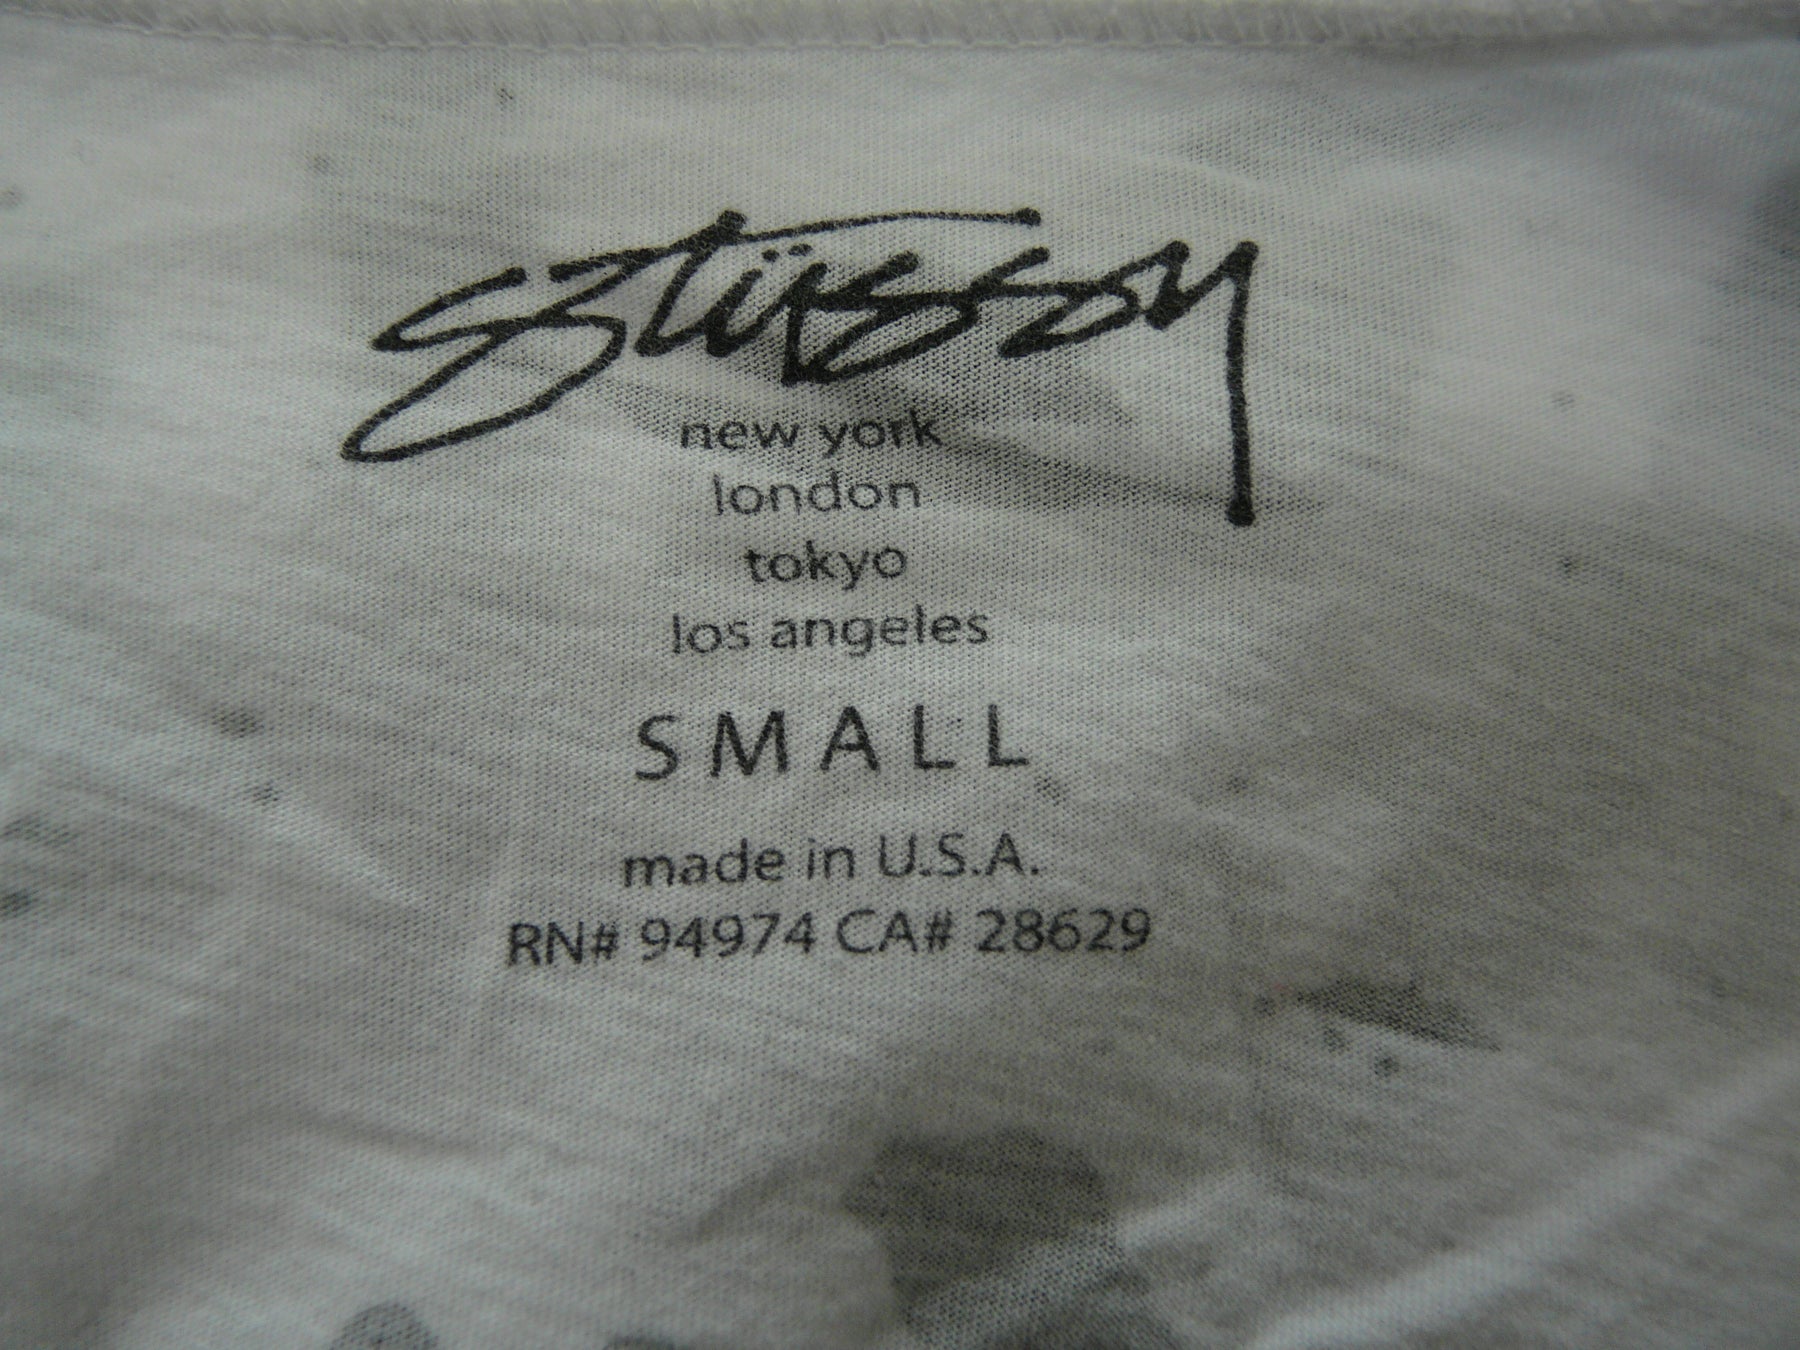 stüssy
new york
london
tokyo
los angeles
SMALL
made in U.S.A.
RN# 94974 CA# 28629